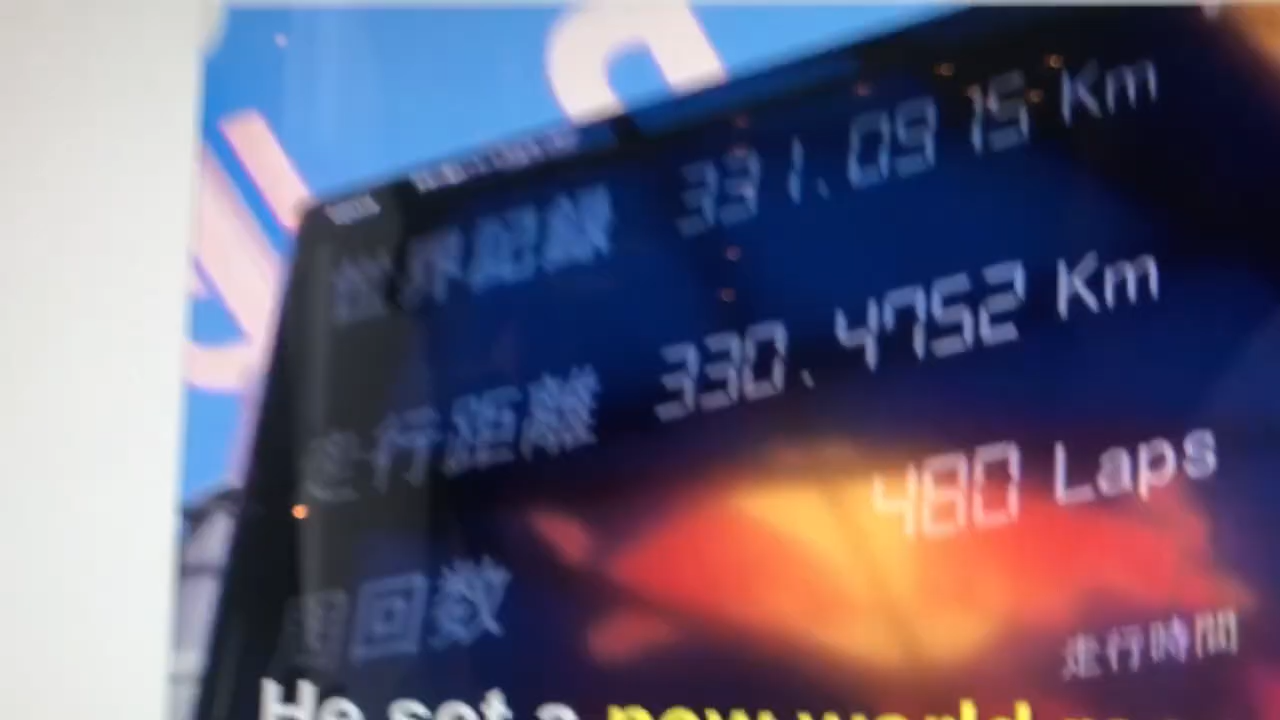 世界記録 331.0915 Km
走行距離 330.4752 Km
480 Laps
周回数
走行時間
He set a new world